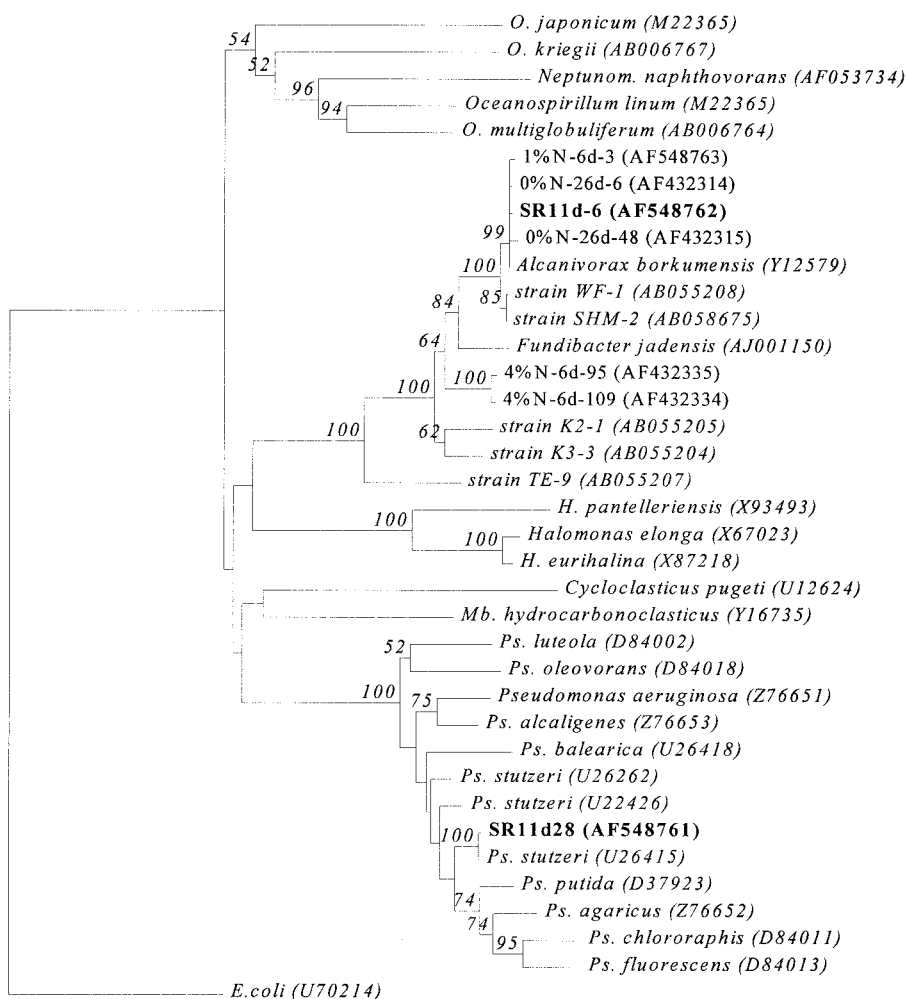 O. japonicum (M22365)
54
O. kriegii (AB006767)
52
Neptunom. naphthovorans (AF053734)
96
Oceanospirillum linum (M22365)
94
O. multiglobuliferum (AB006764)
1%N-6d-3 (AF548763)
0%N-26d-6 (AF432314)
SR11d-6 (AF548762)
99
0%N-26d-48 (AF432315)
100
Alcanivorax borkumensis (Y12579)
85
strain WF-1 (AB055208)
84
strain SHM-2 (AB058675)
64
Fundibacter jadensis (AJ001150)
100
100
4%N-6d-95 (AF432335)
4%N-6d-109 (AF432334)
100
62
strain K2-1 (AB055205)
strain K3-3 (AB055204)
strain TE-9 (AB055207)
H. pantelleriensis (X93493)
100
100
Halomonas elonga (X67023)
H. eurihalina (X87218)
Cycloclasticus pugeti (U12624)
Mb. hydrocarbonoclasticus (Y16735)
52
Ps. luteola (D84002)
Ps. oleovorans (D84018)
100
75
Pseudomonas aeruginosa (Z76651)
Ps. alcaligenes (Z76653)
Ps. balearica (U26418)
Ps. stutzeri (U26262)
Ps. stutzeri (U22426)
100
SR11d28 (AF548761)
Ps. stutzeri (U26415)
Ps. putida (D37923)
74
Ps. agaricus (Z76652)
74
Ps. chlororaphis (D84011)
95
Ps. fluorescens (D84013)
E.coli (U70214)